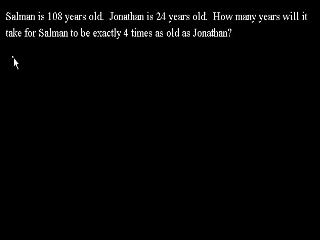 Salman is 108 years old.  Jonathan is 24 years old.  How many years will it
take for Salman to be exactly 4 times as old as Jonathan?